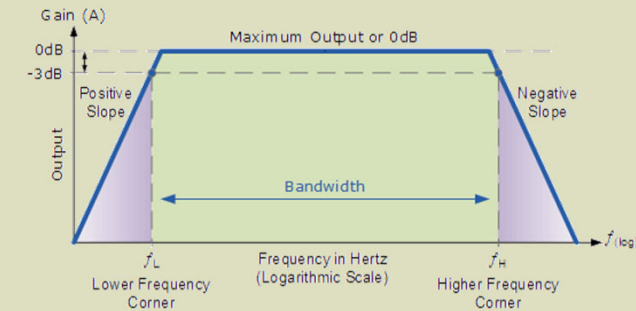 Gain (A)
0dB
-3dB
Maximum Output or 0dB
Positive
Slope
Negative
Slope
Output
Bandwidth
fL
Frequency in Hertz
(Logarithmic Scale)
fH
f(log)
Lower Frequency
Corner
Higher Frequency
Corner